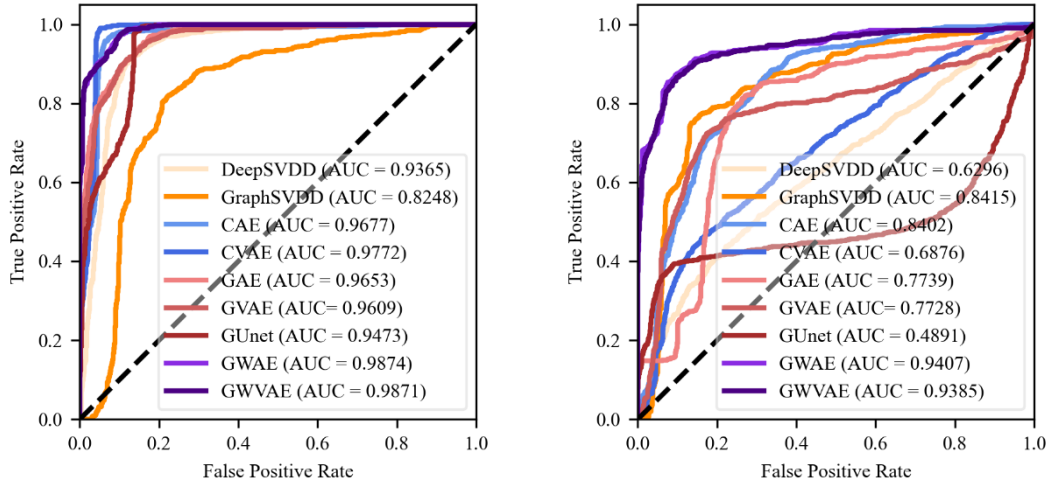 1.0
0.8
0.6
0.4
0.2
0.0
True Positive Rate
DeepSVDD (AUC = 0.9365)
GraphSVDD (AUC = 0.8248)
CAE (AUC = 0.9677)
CVAE (AUC = 0.9772)
GAE (AUC = 0.9653)
GVAE (AUC = 0.9609)
GUnet (AUC = 0.9473)
GWAE (AUC = 0.9874)
GWVAE (AUC = 0.9871)
0.0 0.2 0.4 0.6 0.8 1.0
False Positive Rate
1.0
0.8
0.6
0.4
0.2
0.0
True Positive Rate
DeepSVDD (AUC = 0.6296)
GraphSVDD (AUC = 0.8415)
CAE (AUC = 0.8402)
CVAE (AUC = 0.6876)
GAE (AUC = 0.7739)
GVAE (AUC= 0.7728)
GUnet (AUC = 0.4891)
GWAE (AUC = 0.9407)
GWVAE (AUC = 0.9385)
0.0 0.2 0.4 0.6 0.8 1.0
False Positive Rate